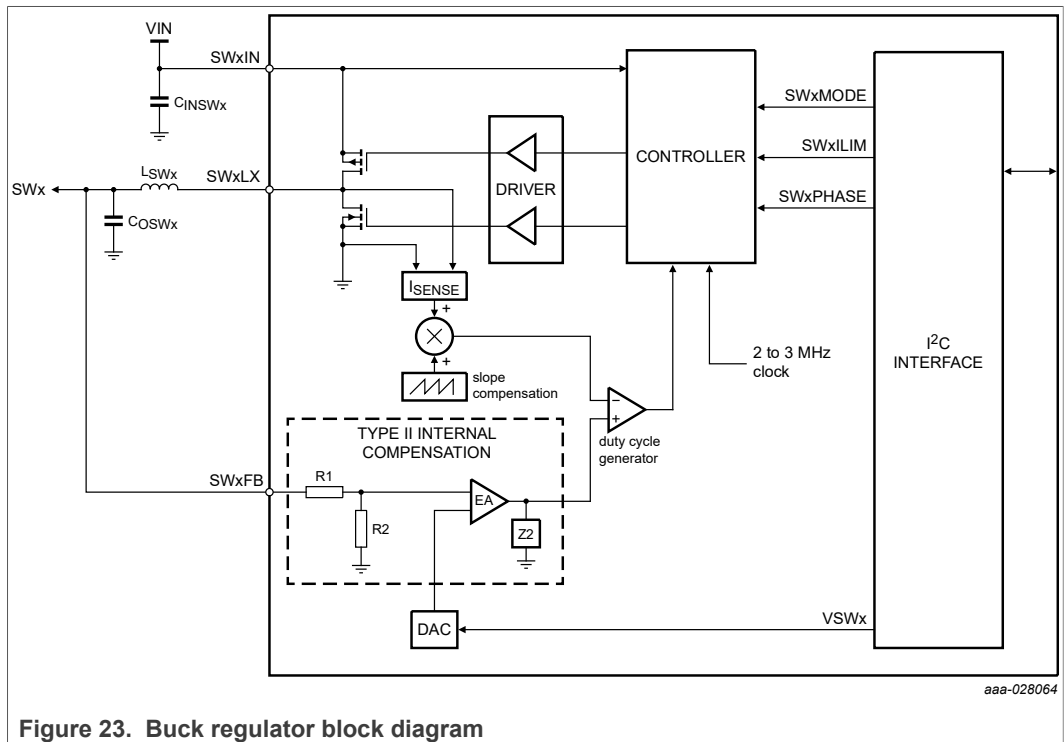 VIN
SWxIN
CINSWx
SWxMODE
CONTROLLER
SWxILIM
LSWx
SWxLX
DRIVER
SWx
SWxPHASE
COSWx
ISENSE
+
I2C
INTERFACE
2 to 3 MHz
clock
+
slope
compensation
−
+
TYPE II INTERNAL
COMPENSATION
duty cycle
generator
SWxFB
R1
EA
R2
Z2
DAC
VSWx
aaa-028064
Figure 23. Buck regulator block diagram